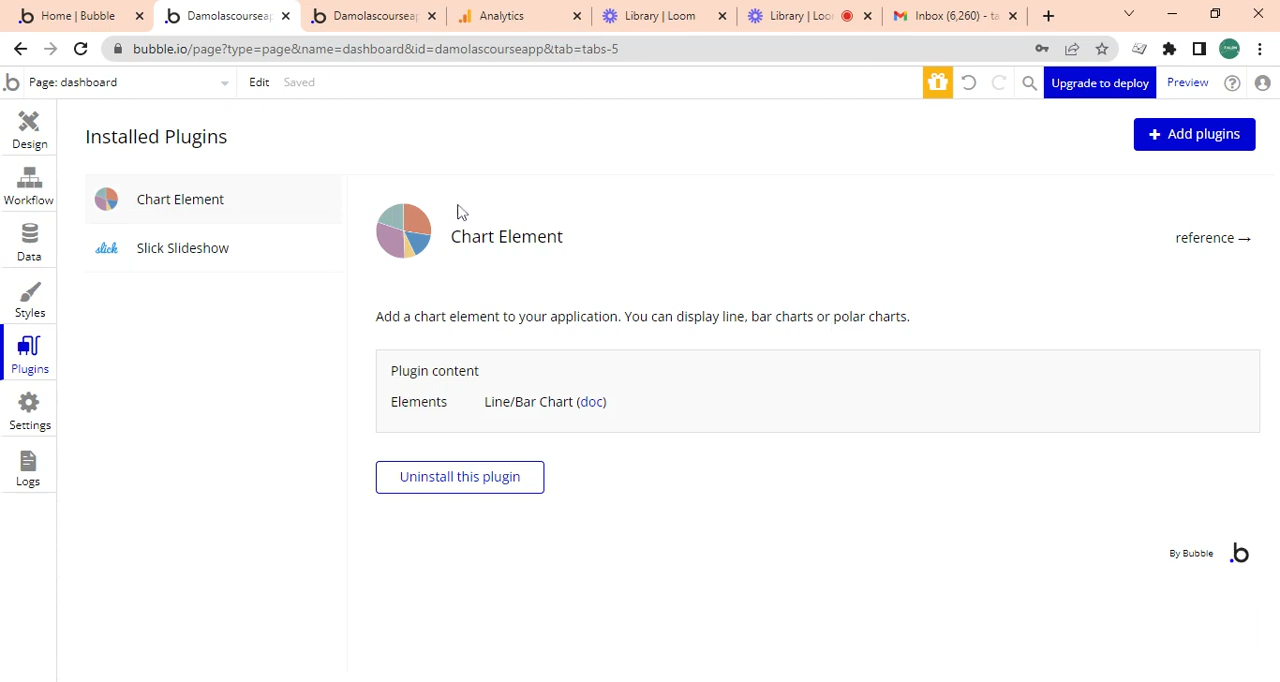 Home | Bubble
Damolascourseap
Damolascoursea
Analytics
Library | Loom
Library | Loo
Inbox (6,260) - ta
bubble.io/page?type=page&name=dashboard&id=damolascourseapp&tab=tabs-5
Page: dashboard
Edit
Saved
Upgrade to deploy
Preview
Design
Workflow
Data
Styles
Plugins
Settings
Logs
Installed Plugins
+ Add plugins
Chart Element
slick Slick Slideshow
Chart Element
reference →
Add a chart element to your application. You can display line, bar charts or polar charts.
Plugin content
Elements Line/Bar Chart (doc)
Uninstall this plugin
By Bubble .b